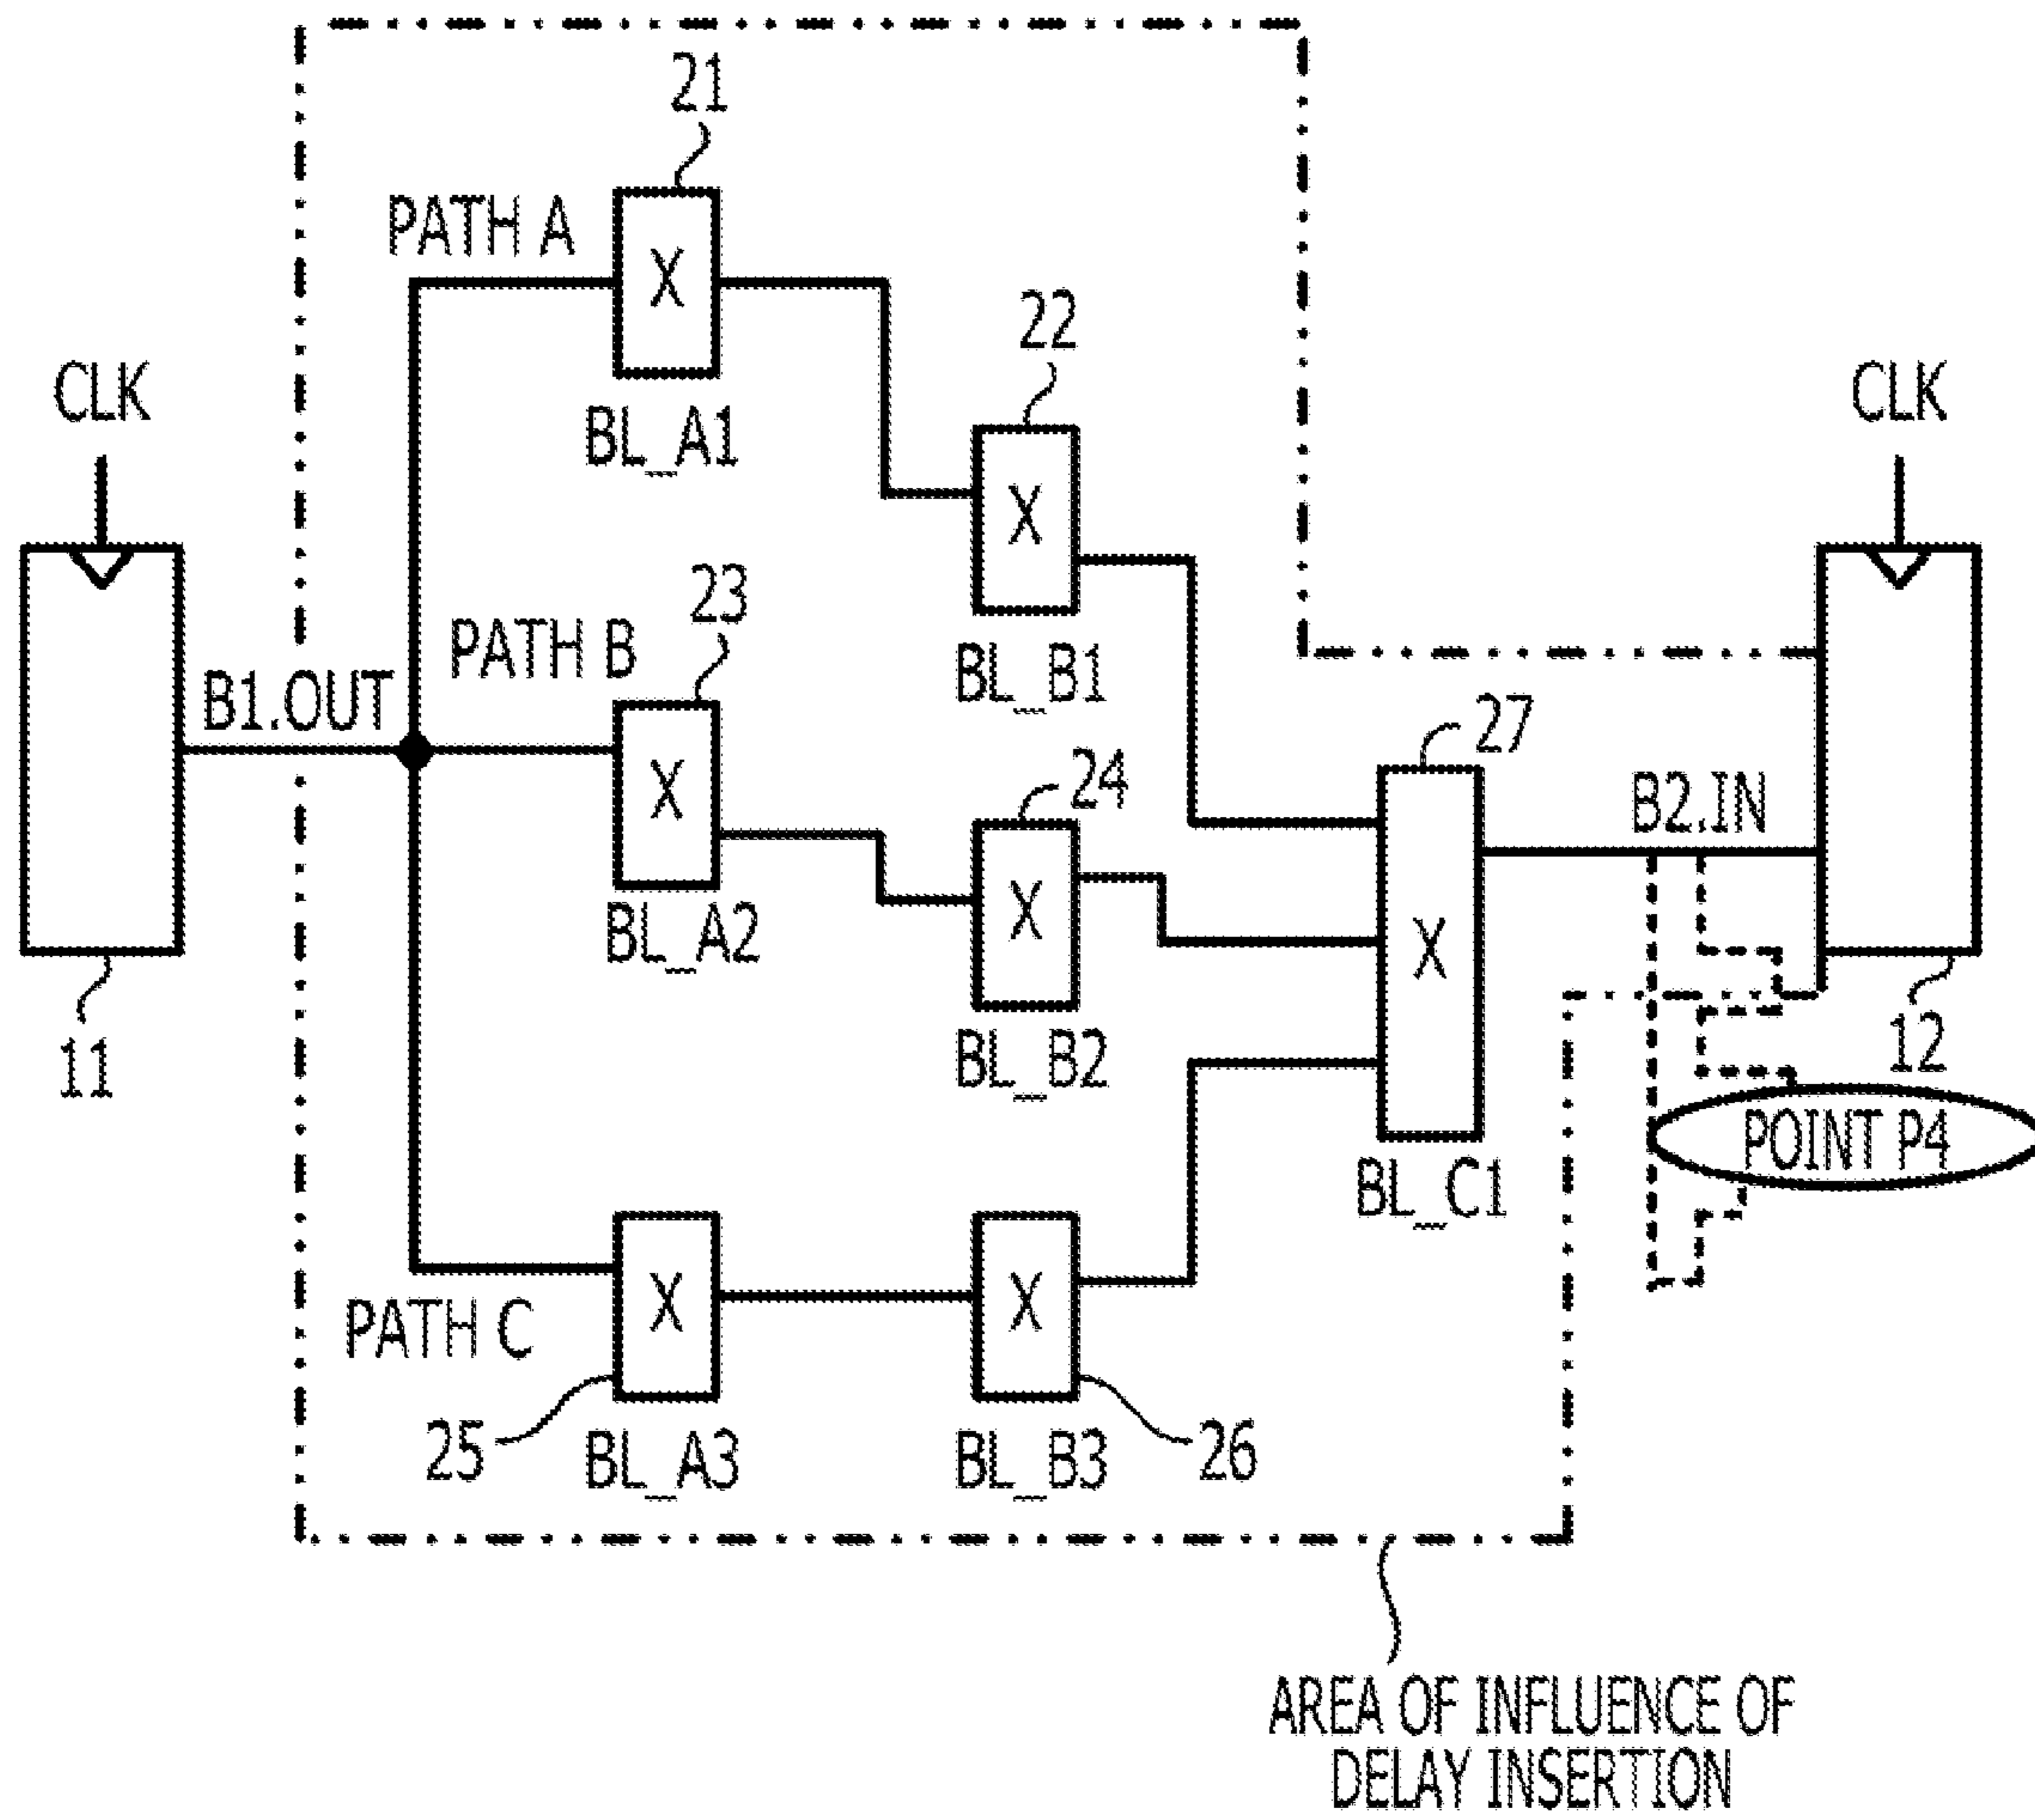 21
PATH A
X
22
CLK
CLK
BL_A1
X
23
PATH B
BL_B1
B1.OUT
27
X
24
B2.IN
X
BL_A2
X
11
BL_B2
12
POINT P4
BL_C1
X
X
PATH C
25
BL_A3
BL_B3
26
AREA OF INFLUENCE OF
DELAY INSERTION